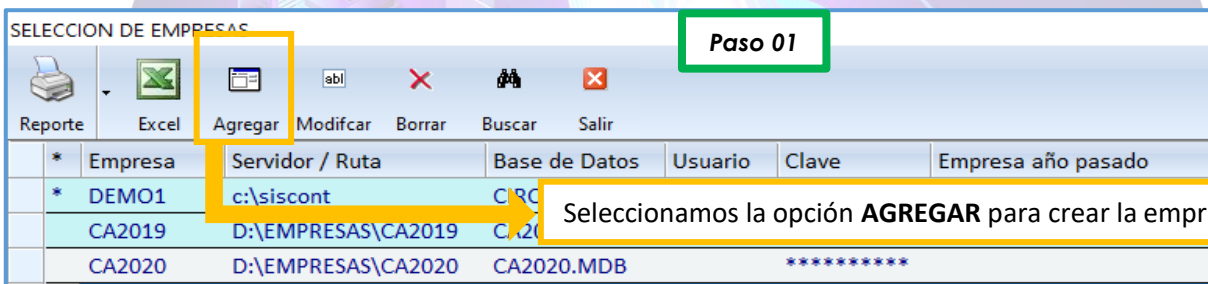 SELECCION DE EMPRESAS
Paso 01
abl
Reporte Excel Agregar Modifcar Borrar Buscar Salir
* Empresa Servidor / Ruta Base de Datos Usuario Clave Empresa año pasado
* DEMO1 c:\siscont
Seleccionamos la opción AGREGAR para crear la empr
CA2019 D:\EMPRESAS\CA2019
CA2020 D:\EMPRESAS\CA2020 CA2020.MDB **********